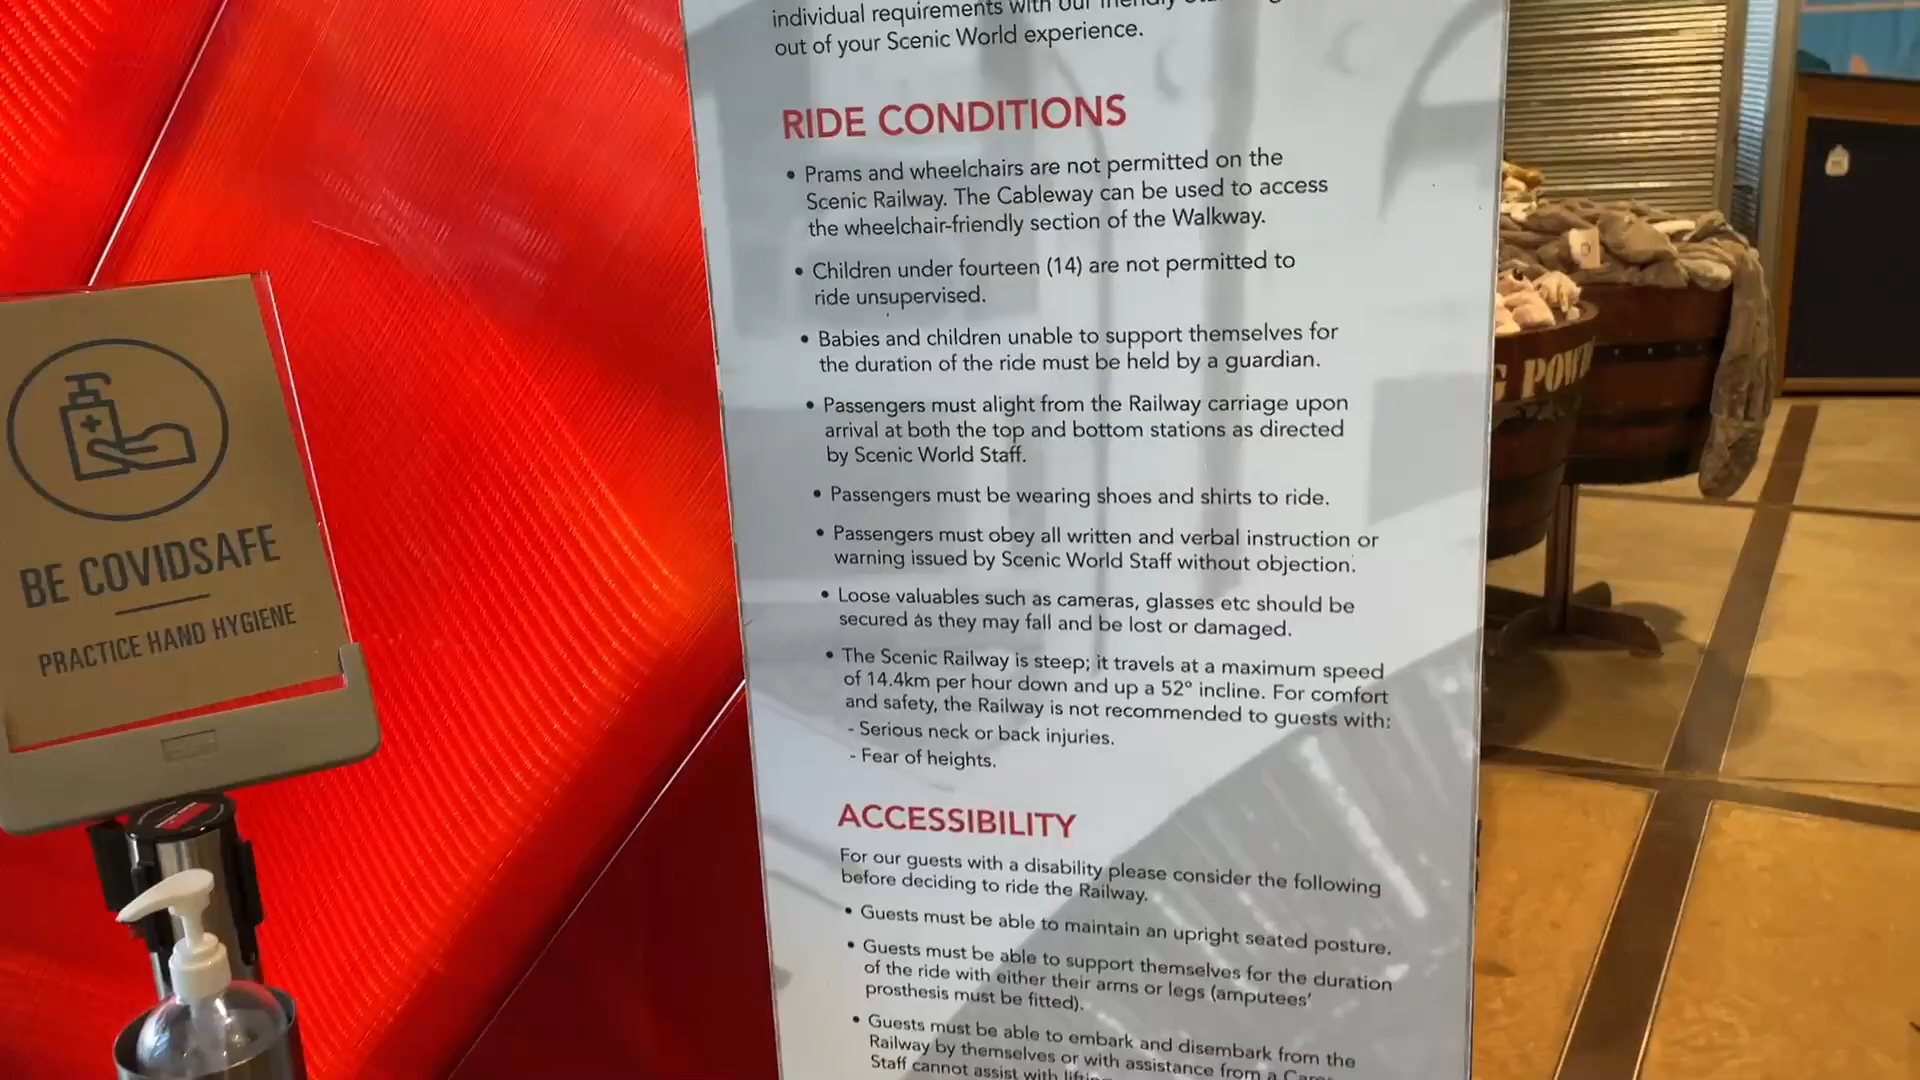 individual requirements with our friendly
out of your Scenic World experience.
RIDE CONDITIONS
• Prams and wheelchairs are not permitted on the
Scenic Railway. The Cableway can be used to access
the wheelchair-friendly section of the Walkway.
• Children under fourteen (14) are not permitted to
ride unsupervised.
• Babies and children unable to support themselves for
the duration of the ride must be held by a guardian.
• Passengers must alight from the Railway carriage upon
arrival at both the top and bottom stations as directed
by Scenic World Staff.
• Passengers must be wearing shoes and shirts to ride.
• Passengers must obey all written and verbal instruction or
warning issued by Scenic World Staff without objection.
• Loose valuables such as cameras, glasses etc should be
secured as they may fall and be lost or damaged.
• The Scenic Railway is steep; it travels at a maximum speed
of 14.4km per hour down and up a 52° incline. For comfort
and safety, the Railway is not recommended to guests with:
- Serious neck or back injuries.
- Fear of heights.
ACCESSIBILITY
For our guests with a disability please consider the following
before deciding to ride the Railway.
• Guests must be able to maintain an upright seated posture.
• Guests must be able to support themselves for the duration
of the ride with either their arms or legs (amputees'
prosthesis must be fitted).
• Guests must be able to embark and disembark from the
Railway by themselves or with assistance from a
Staff cannot assist with
BE COVIDSAFE
PRACTICE HAND HYGIENE